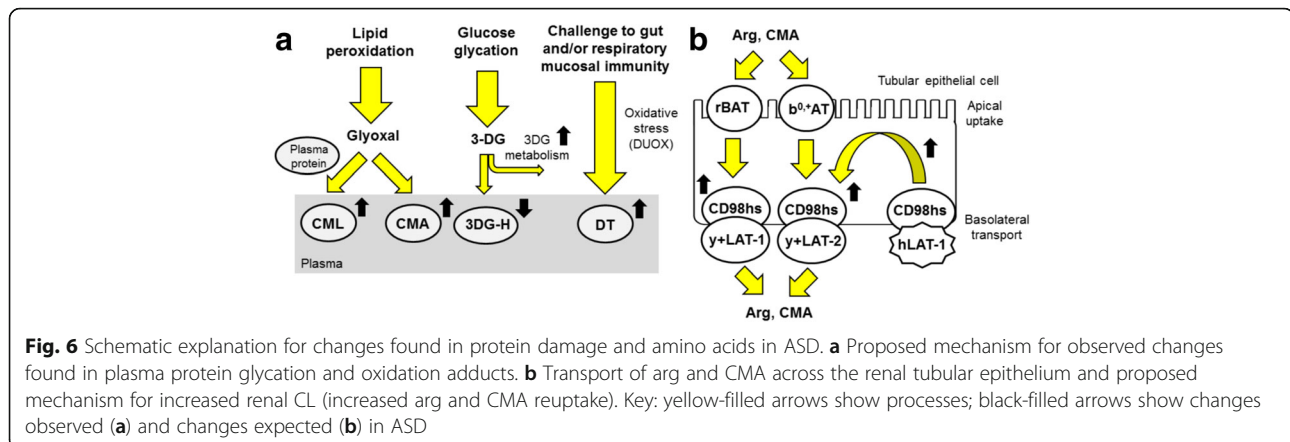 a
Lipid
peroxidation
Glucose
glycation
Challenge to gut
and/or respiratory
mucosal immunity
Glyoxal
3-DG
3DG
metabolism
Oxidative
stress
(DUOX)
Plasma
protein
CML
CMA
3DG-H
DT
Plasma
b
Arg, CMA
Tubular epithelial cell
rBAT
b⁰,⁺AT
Apical
uptake
CD98hs
CD98hs
CD98hs
y+LAT-1
y+LAT-2
hLAT-1
Basolateral
transport
Arg, CMA
Fig. 6 Schematic explanation for changes found in protein damage and amino acids in ASD. a Proposed mechanism for observed changes
found in plasma protein glycation and oxidation adducts. b Transport of arg and CMA across the renal tubular epithelium and proposed
mechanism for increased renal CL (increased arg and CMA reuptake). Key: yellow-filled arrows show processes; black-filled arrows show changes
observed (a) and changes expected (b) in ASD